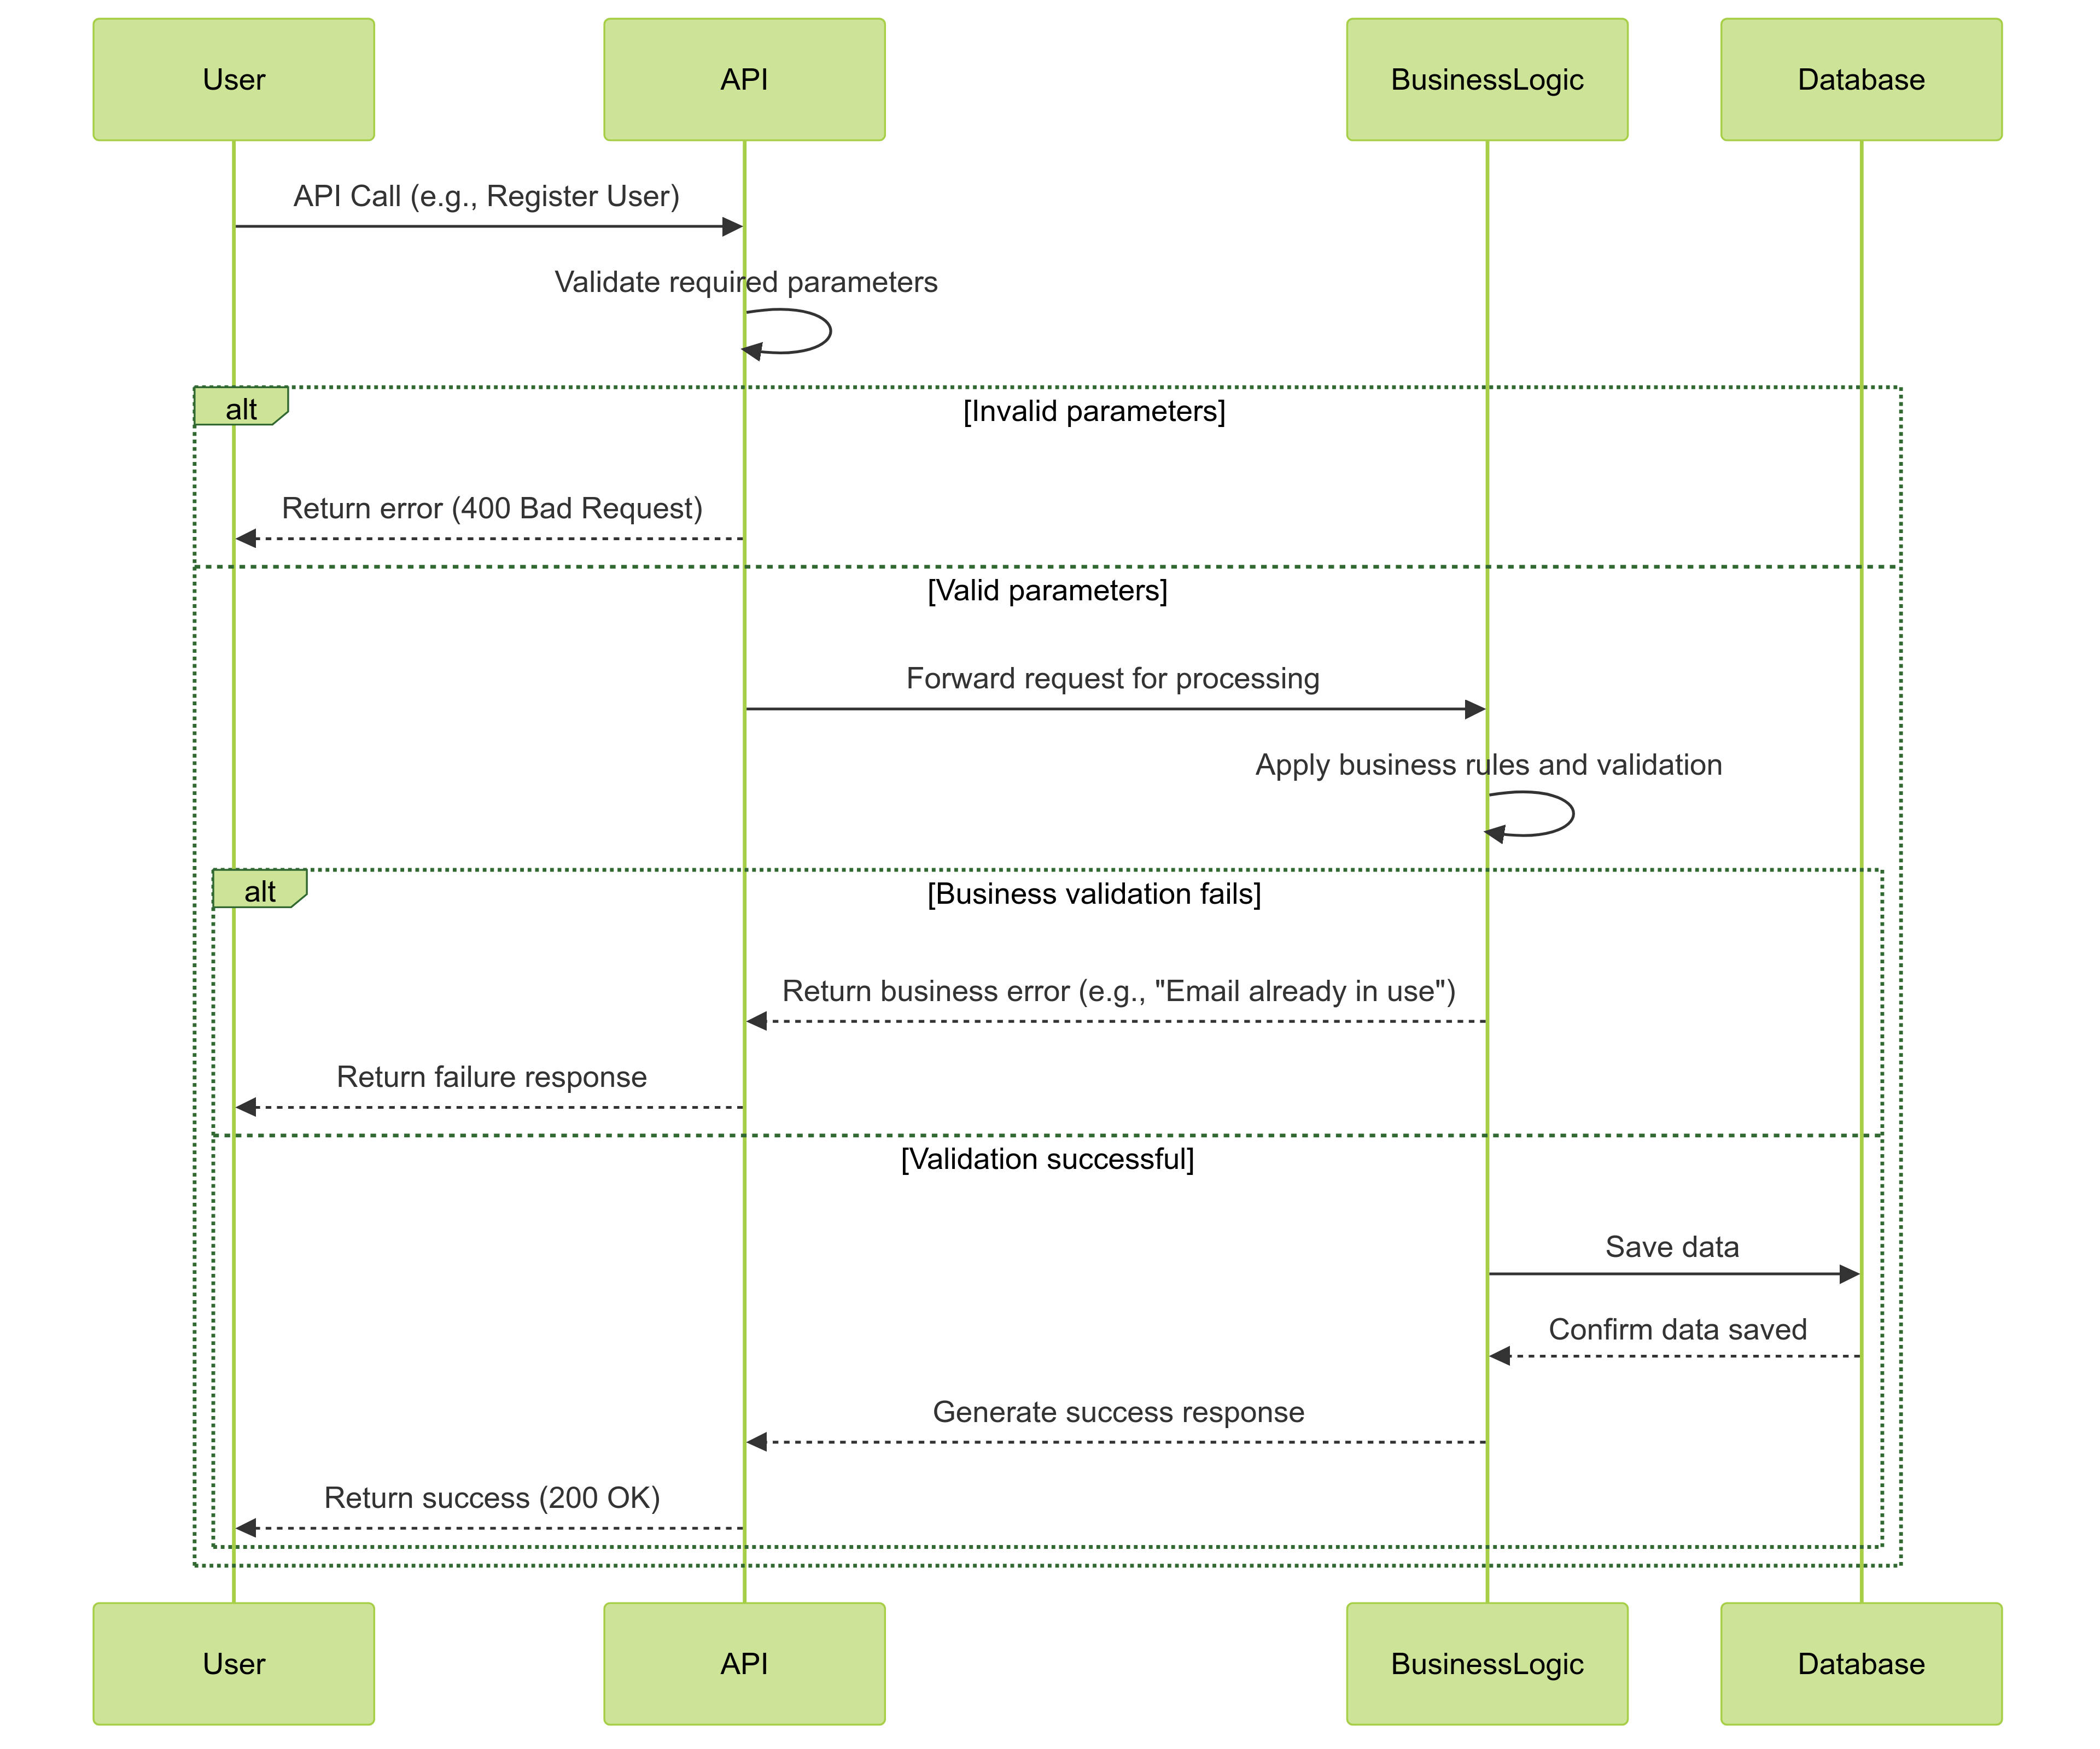 User
API
BusinessLogic
Database
API Call (e.g., Register User)
Validate required parameters
alt
[Invalid parameters]
Return error (400 Bad Request)
[Valid parameters]
Forward request for processing
Apply business rules and validation
alt
[Business validation fails]
Return business error (e.g., "Email already in use")
Return failure response
[Validation successful]
Save data
Confirm data saved
Generate success response
Return success (200 OK)
User
API
BusinessLogic
Database